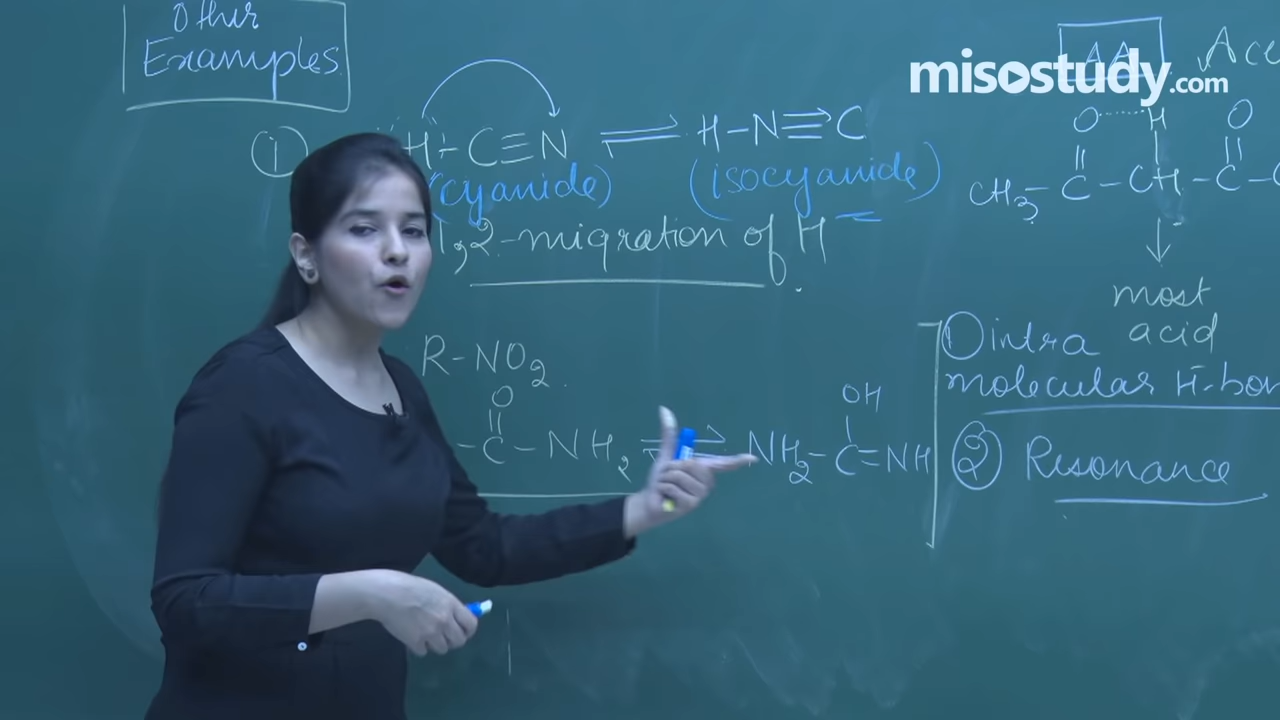 Other
Examples
①
H-C≡N ⇌ H-N≡C
(cyanide) (isocyanide)
1,2-migration of H
R-NO2
O
||
-C-NH2 ⇌ NH2-C=NH
OH
|
misostudy.com
AA
O H O
|| | ||
CH3-C-CH-C-
↓
most
acid
① intra
molecular H-bon
② Resonance